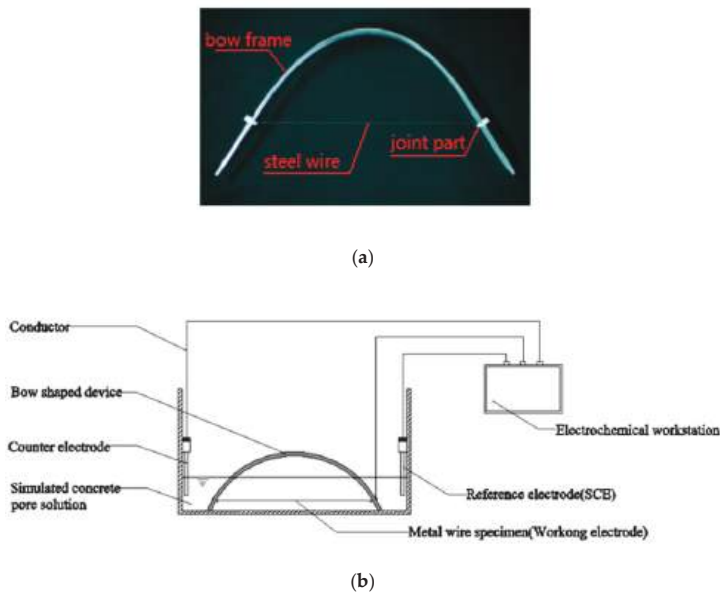 bow frame
joint part
steel wire
(a)
Conductor
Bow shaped device
Electrochemical workstation
Counter electrode
Simulated concrete
pore solution
Reference electrode(SCE)
Metal wire specimen(Workong electrode)
(b)